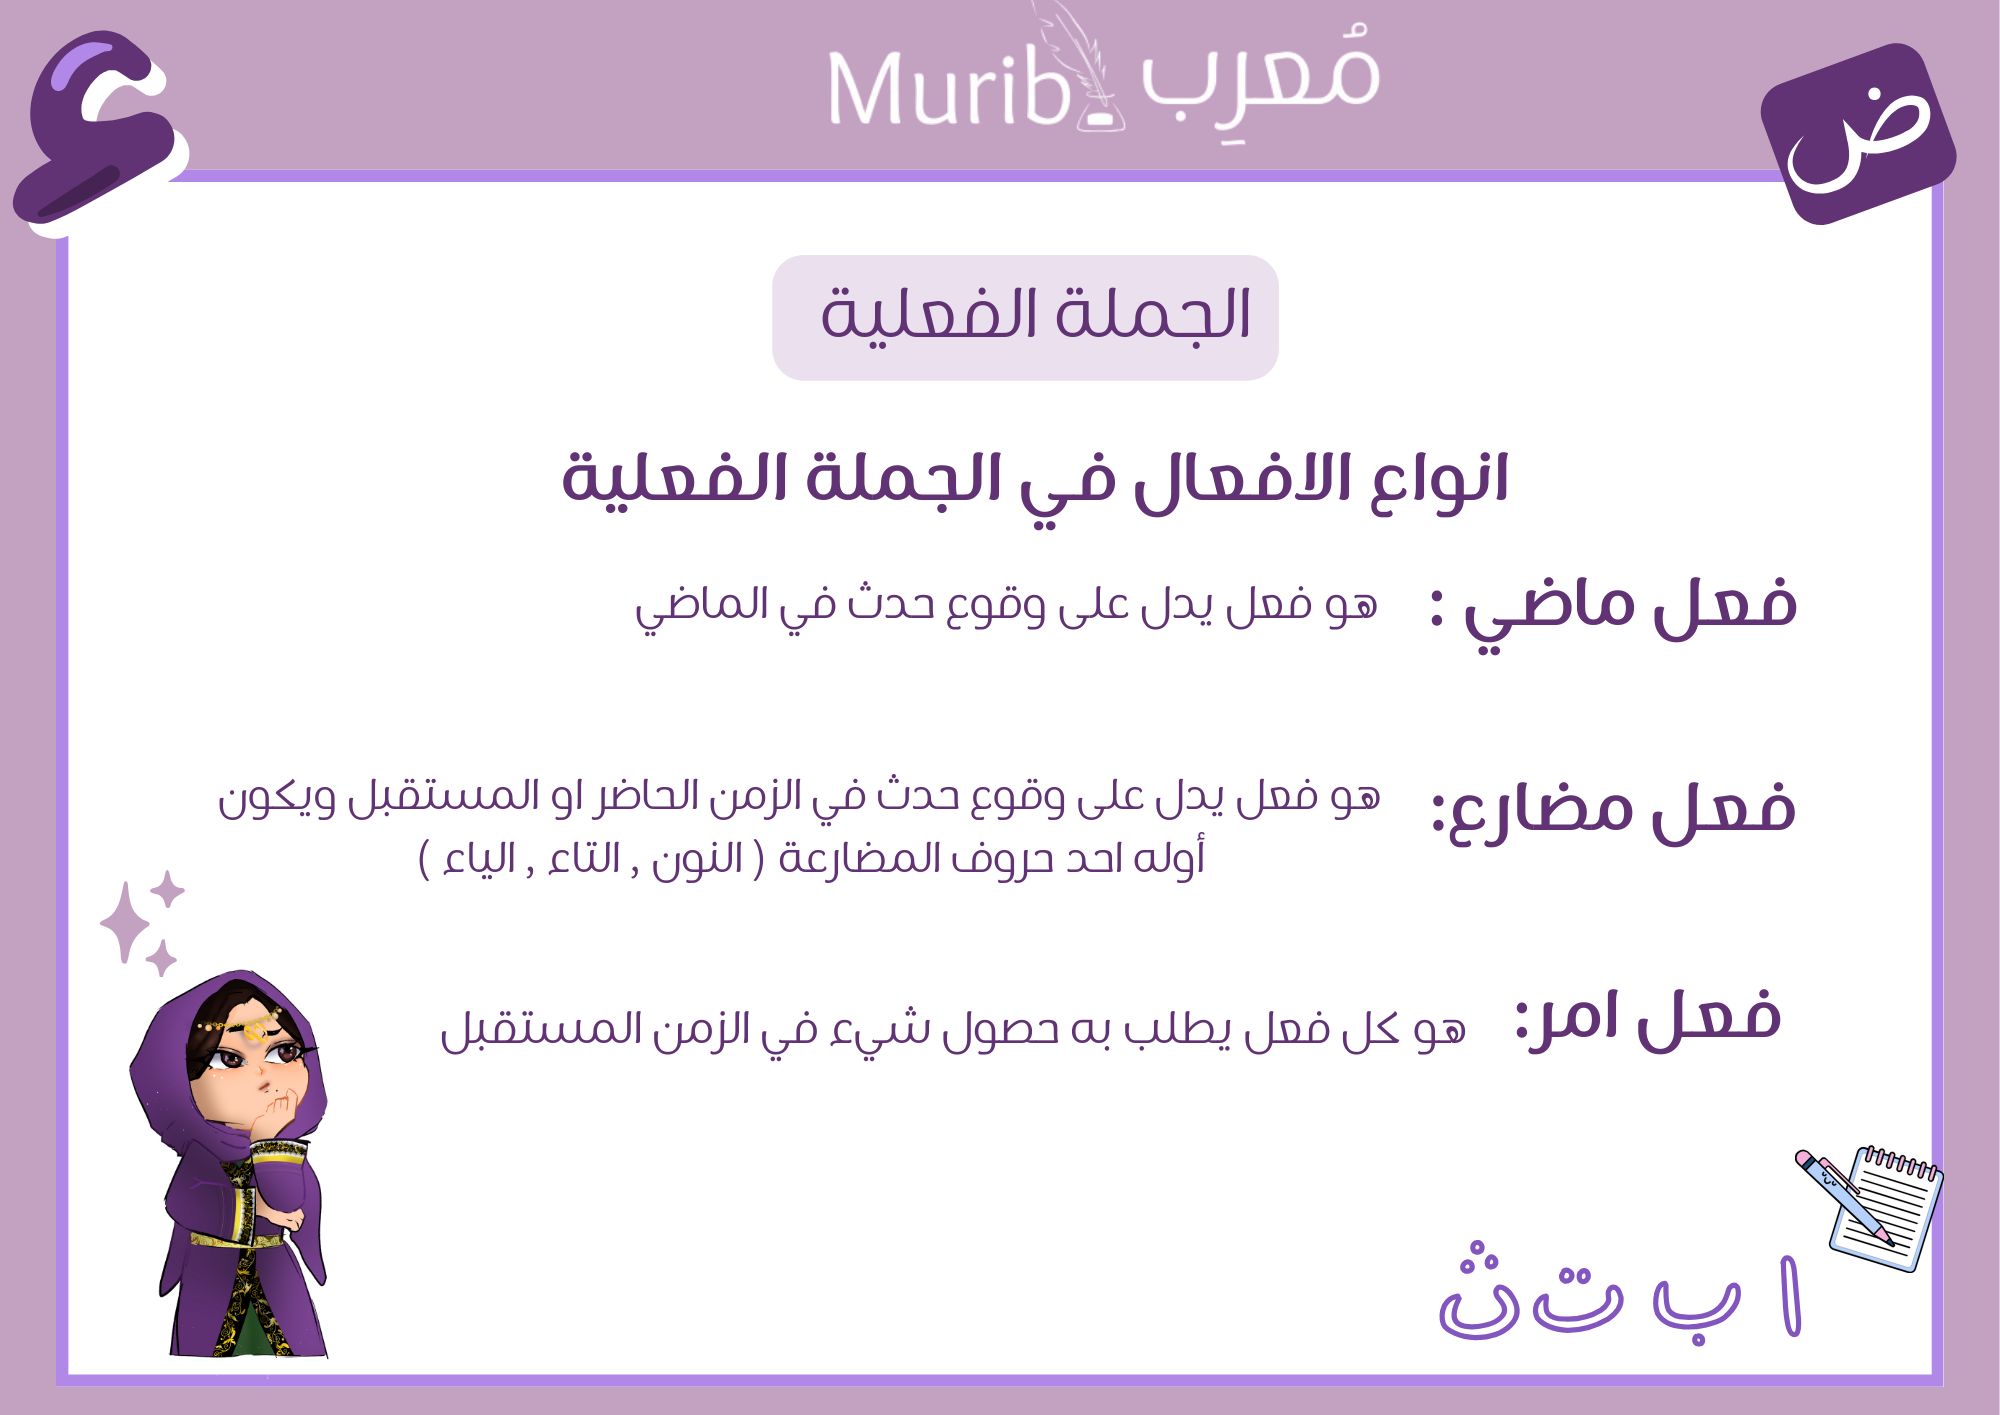 Murib مُعرِب
ع
ض
الجملة الفعلية
انواع الافعال في الجملة الفعلية
فعل ماضي : هو فعل يدل على وقوع حدث في الماضي
فعل مضارع: هو فعل يدل على وقوع حدث في الزمن الحاضر او المستقبل ويكون
أوله احد حروف المضارعة ( النون , التاء , الياء )
فعل امر: هو كل فعل يطلب به حصول شيء في الزمن المستقبل
ا ب ت ث